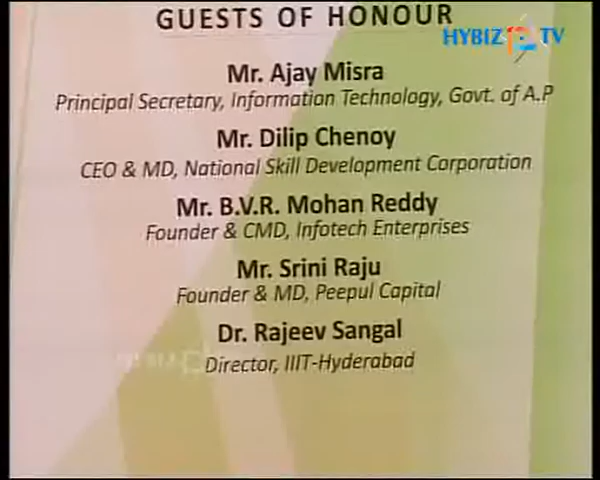 GUESTS OF HONOUR
HYBIZ TV
Mr. Ajay Misra
Principal Secretary, Information Technology, Govt. of A.P
Mr. Dilip Chenoy
CEO & MD, National Skill Development Corporation
Mr. B.V.R. Mohan Reddy
Founder & CMD, Infotech Enterprises
Mr. Srini Raju
Founder & MD, Peepul Capital
Dr. Rajeev Sangal
Director, IIIT-Hyderabad